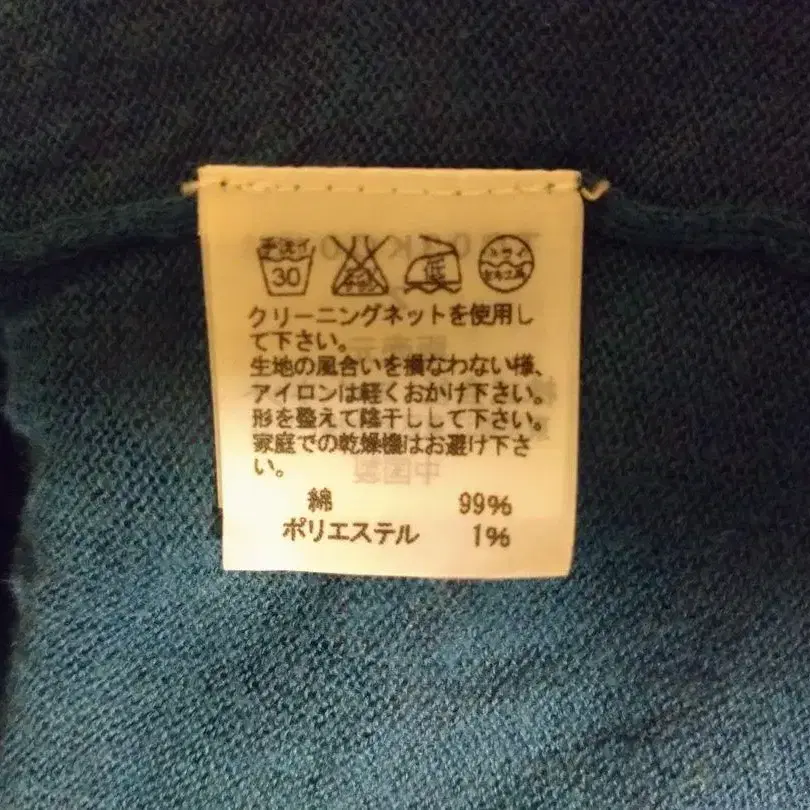 手洗イ
30
低
ドライ
クリーニングネットを使用し
て下さい。
生地の風合いを損なわない様、
アイロンは軽くおかけ下さい。
形を整えて陰干しして下さい。
家庭での乾燥機はお避け下さ
い。
綿 99%
ポリエステル 1%